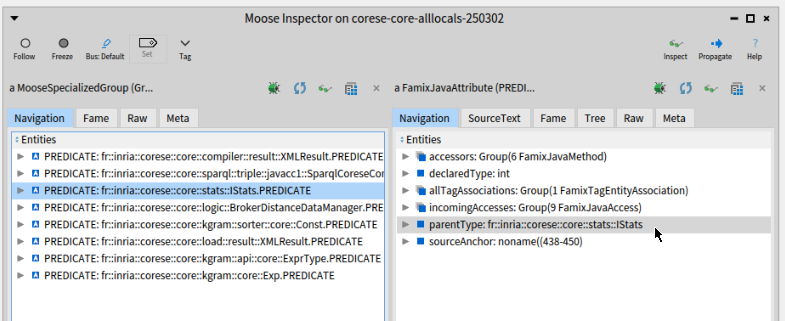 Moose Inspector on corese-core-alllocals-250302
Follow Freeze Bus: Default Set Tag Inspect Propagate Help
a MooseSpecializedGroup (Gr...
Navigation Fame Raw Meta
Entities
PREDICATE: fr::inria::corese::core::compiler::result::XMLResult.PREDICATE
PREDICATE: fr::inria::corese::core::sparql::triple::javacc1::SparqlCoreseCor
PREDICATE: fr::inria::corese::core::stats::IStats.PREDICATE
PREDICATE: fr::inria::corese::core::logic::BrokerDistanceDataManager.PRE
PREDICATE: fr::inria::corese::core::kgram::sorter::core::Const.PREDICATE
PREDICATE: fr::inria::corese::core::load::result::XMLResult.PREDICATE
PREDICATE: fr::inria::corese::core::kgram::api::core::ExprType.PREDICATE
PREDICATE: fr::inria::corese::core::kgram::core::Exp.PREDICATE
a FamixJavaAttribute (PREDI...
Navigation SourceText Fame Tree Raw Meta
Entities
accessors: Group(6 FamixJavaMethod)
declaredType: int
allTagAssociations: Group(1 FamixTagEntityAssociation)
incomingAccesses: Group(9 FamixJavaAccess)
parentType: fr::inria::corese::core::stats::IStats
sourceAnchor: noname((438-450)